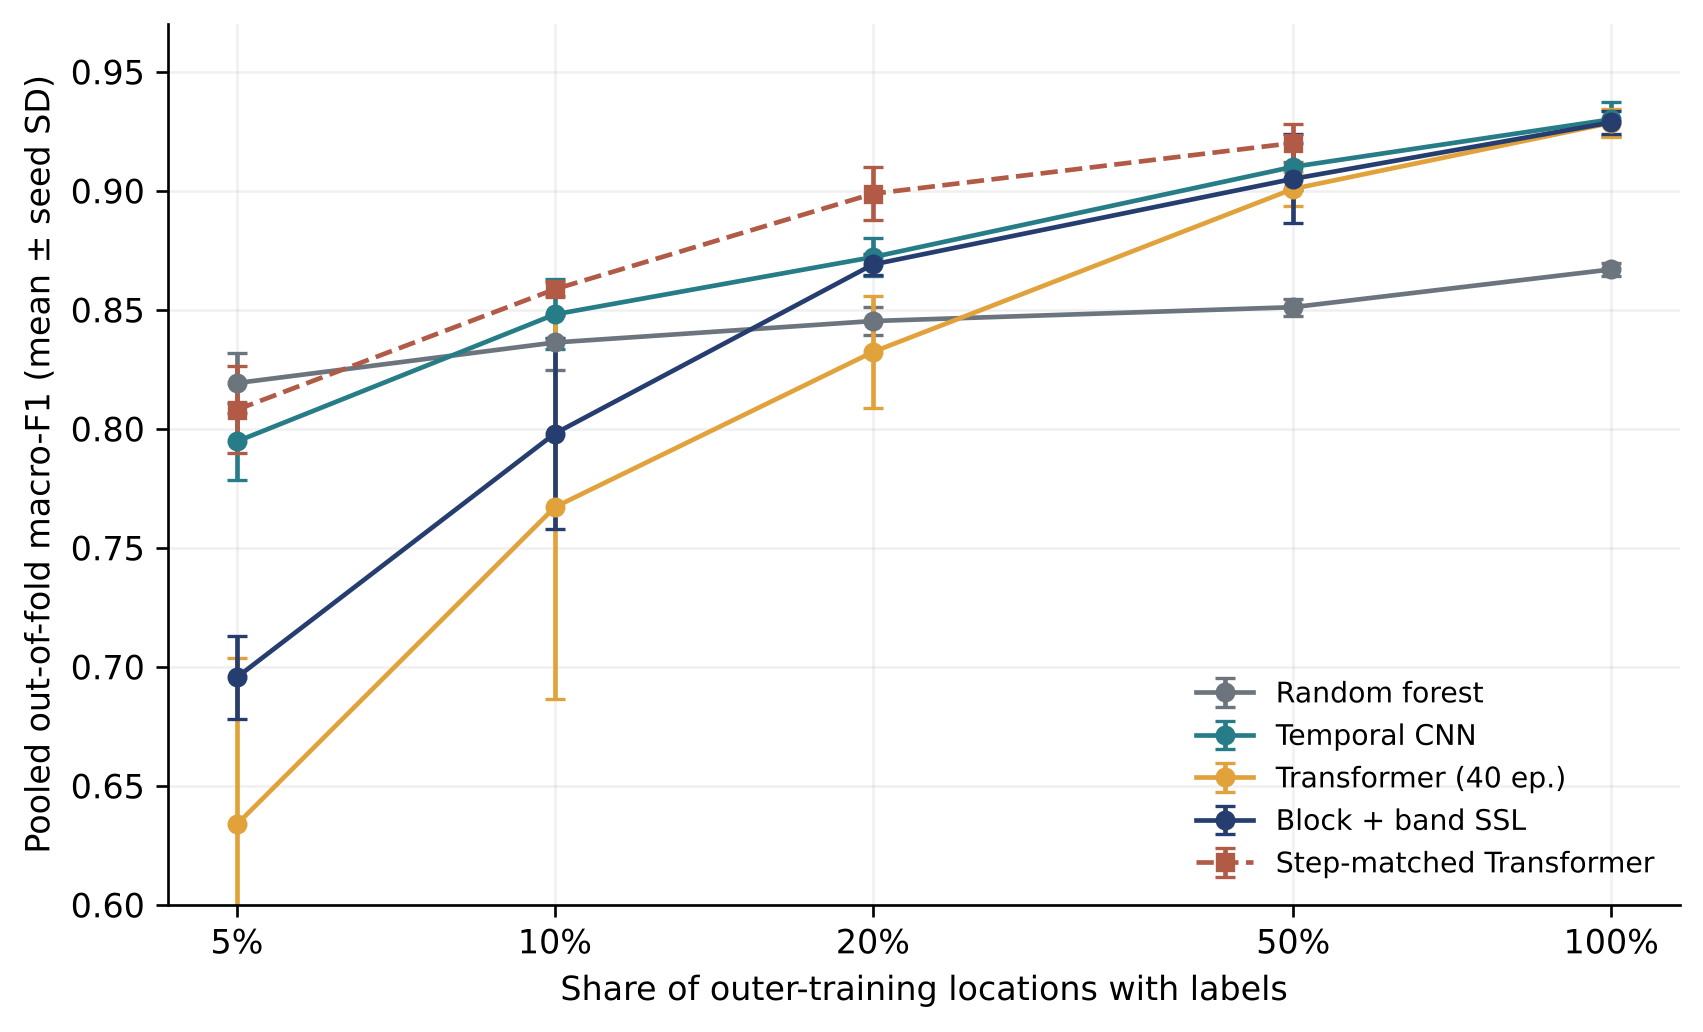 Pooled out-of-fold macro-F1 (mean ± seed SD)
0.95
0.90
0.85
0.80
0.75
0.70
0.65
0.60
Random forest
Temporal CNN
Transformer (40 ep.)
Block + band SSL
Step-matched Transformer
5% 10% 20% 50% 100%
Share of outer-training locations with labels